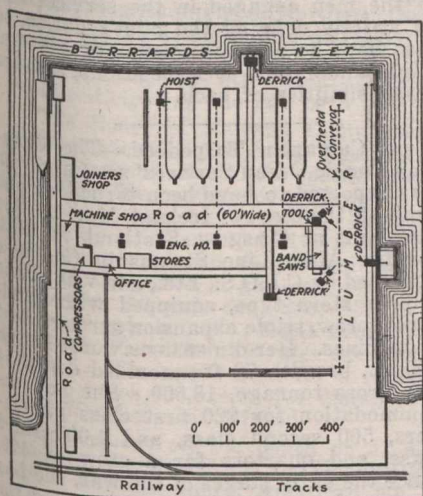 BURRARDS INLET
HOIST
DERRICK
Overhead Conveyor
JOINERS SHOP
LUMBER
DERRICK
MACHINE SHOP
Road (60' Wide)
TOOLS
DERRICK
ENG. HO.
STORES
BAND SAWS
OFFICE
COMPRESSORS
DERRICK
Road
0' 100' 200' 300' 400'
Railway Tracks